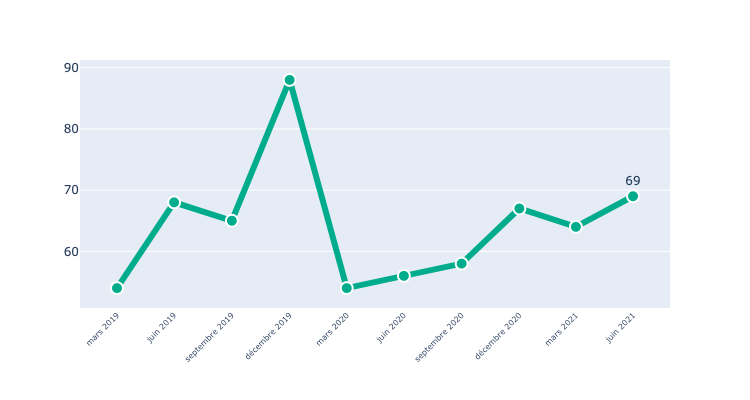 90
80
70
60
69
mars 2019
juin 2019
septembre 2019
décembre 2019
mars 2020
juin 2020
septembre 2020
décembre 2020
mars 2021
juin 2021